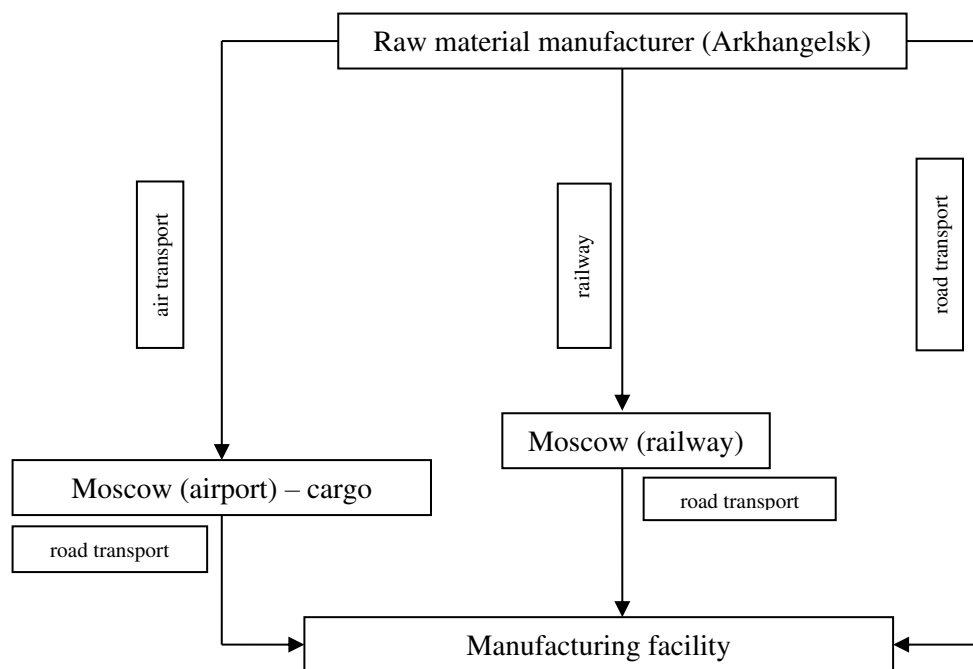 Raw material manufacturer (Arkhangelsk)
air transport
railway
road transport
Moscow (railway)
Moscow (airport) – cargo
road transport
road transport
Manufacturing facility